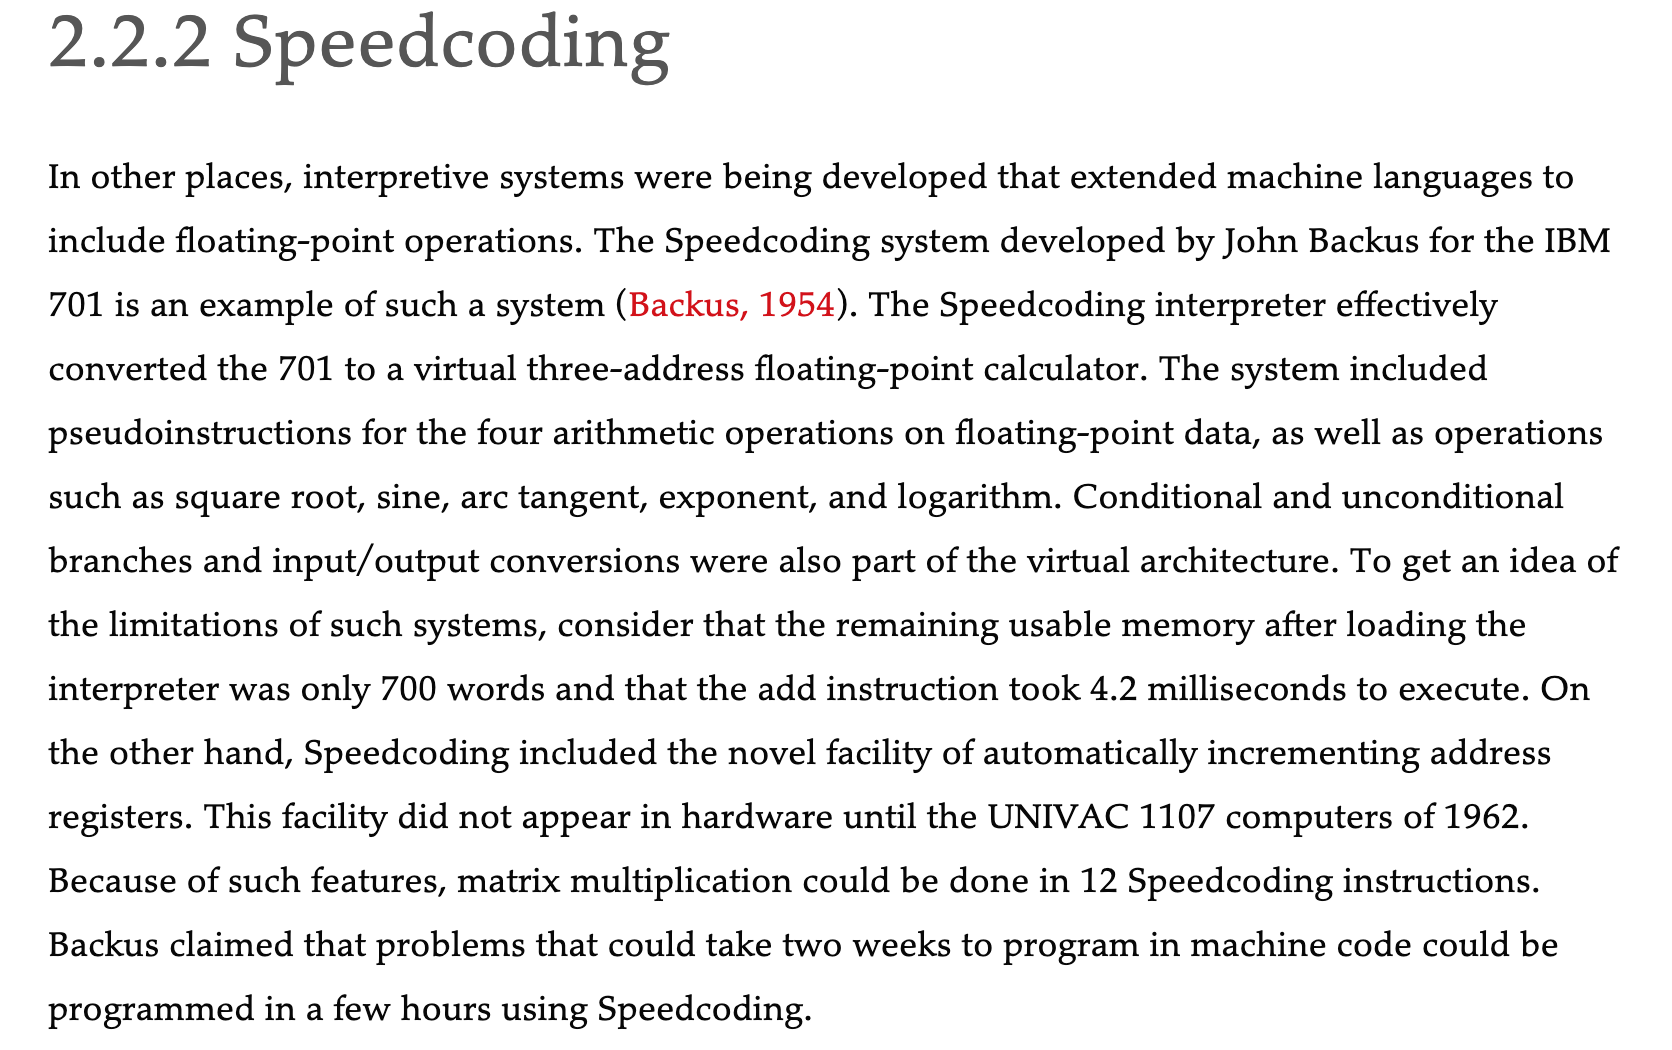 2.2.2 Speedcoding
In other places, interpretive systems were being developed that extended machine languages to
include floating-point operations. The Speedcoding system developed by John Backus for the IBM
701 is an example of such a system (Backus, 1954). The Speedcoding interpreter effectively
converted the 701 to a virtual three-address floating-point calculator. The system included
pseudoinstructions for the four arithmetic operations on floating-point data, as well as operations
such as square root, sine, arc tangent, exponent, and logarithm. Conditional and unconditional
branches and input/output conversions were also part of the virtual architecture. To get an idea of
the limitations of such systems, consider that the remaining usable memory after loading the
interpreter was only 700 words and that the add instruction took 4.2 milliseconds to execute. On
the other hand, Speedcoding included the novel facility of automatically incrementing address
registers. This facility did not appear in hardware until the UNIVAC 1107 computers of 1962.
Because of such features, matrix multiplication could be done in 12 Speedcoding instructions.
Backus claimed that problems that could take two weeks to program in machine code could be
programmed in a few hours using Speedcoding.